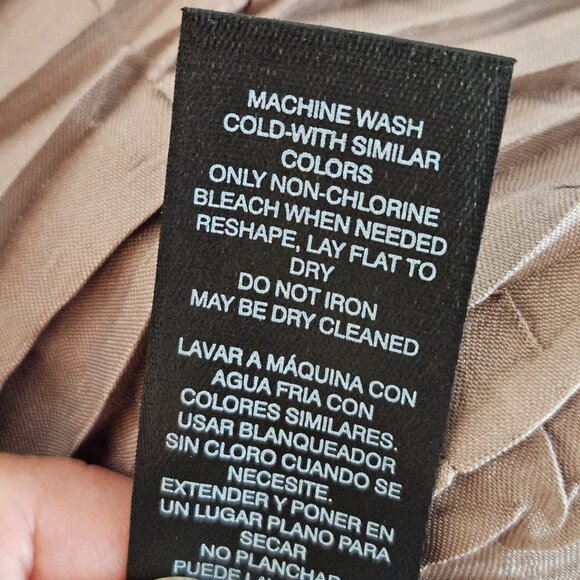 MACHINE WASH
COLD-WITH SIMILAR
COLORS
ONLY NON-CHLORINE
BLEACH WHEN NEEDED
RESHAPE, LAY FLAT TO
DRY
DO NOT IRON
MAY BE DRY CLEANED
LAVAR A MÁQUINA CON
AGUA FRIA CON
COLORES SIMILARES.
USAR BLANQUEADOR
SIN CLORO CUANDO SE
NECESITE.
EXTENDER Y PONER EN
UN LUGAR PLANO PARA
SECAR
NO PLANCHAR
PUEDE